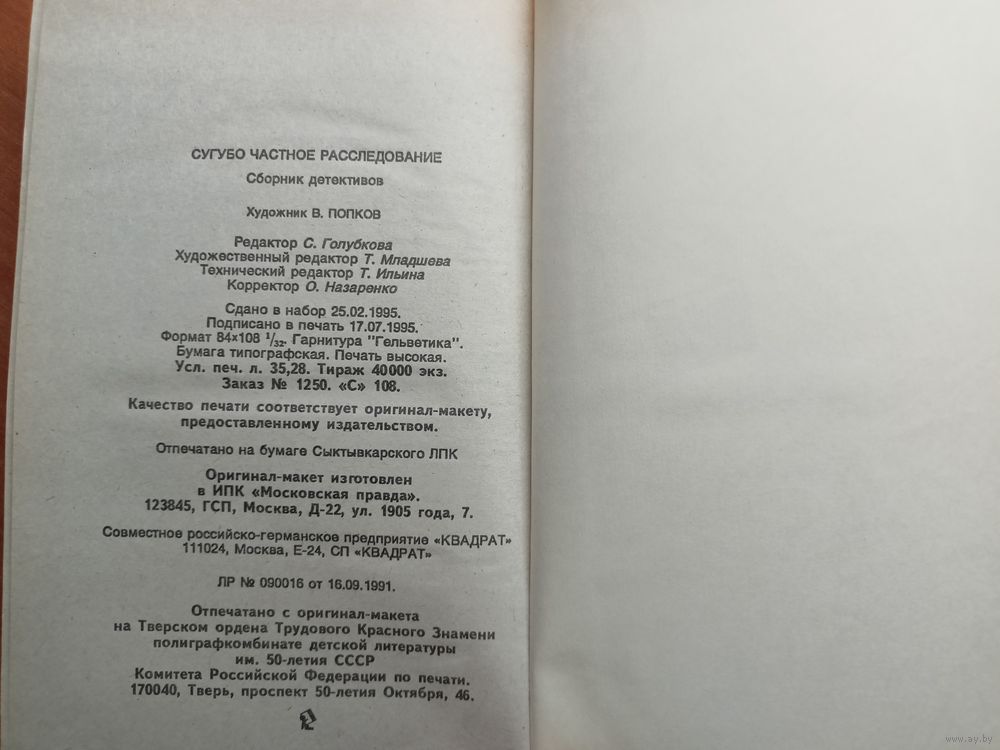 СУГУБО ЧАСТНОЕ РАССЛЕДОВАНИЕ
Сборник детективов
Художник В. ПОПКОВ
Редактор С. Голубкова
Художественный редактор Т. Младшева
Технический редактор Т. Ильина
Корректор О. Назаренко
Сдано в набор 25.02.1995.
Подписано в печать 17.07.1995.
Формат 84×108 1/32. Гарнитура "Гельветика".
Бумага типографская. Печать высокая.
Усл. печ. л. 35,28. Тираж 40000 экз.
Заказ № 1250. «С» 108.
Качество печати соответствует оригинал-макету,
предоставленному издательством.
Отпечатано на бумаге Сыктывкарского ЛПК
Оригинал-макет изготовлен
в ИПК «Московская правда».
123845, ГСП, Москва, Д-22, ул. 1905 года, 7.
Совместное российско-германское предприятие «КВАДРАТ»
111024, Москва, Е-24, СП «КВАДРАТ»
ЛР № 090016 от 16.09.1991.
Отпечатано с оригинал-макета
на Тверском ордена Трудового Красного Знамени
полиграфкомбинате детской литературы
им. 50-летия СССР
Комитета Российской Федерации по печати.
170040, Тверь, проспект 50-летия Октября, 46.
www.ay.by